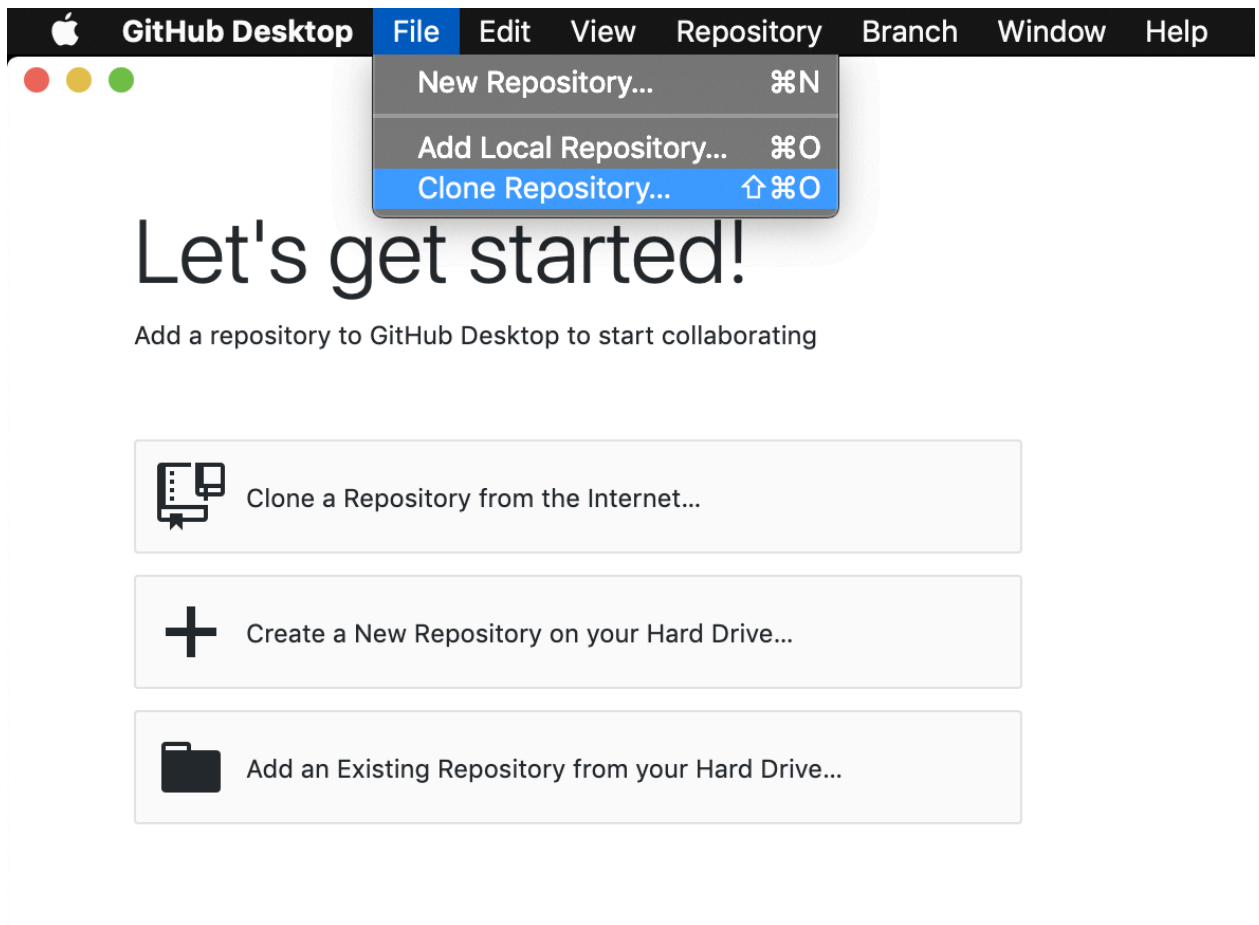 GitHub Desktop File Edit View Repository Branch Window Help
New Repository... ⌘N
Add Local Repository... ⌘O
Clone Repository... ⇧⌘O
Let's get started!
Add a repository to GitHub Desktop to start collaborating
Clone a Repository from the Internet...
Create a New Repository on your Hard Drive...
Add an Existing Repository from your Hard Drive...